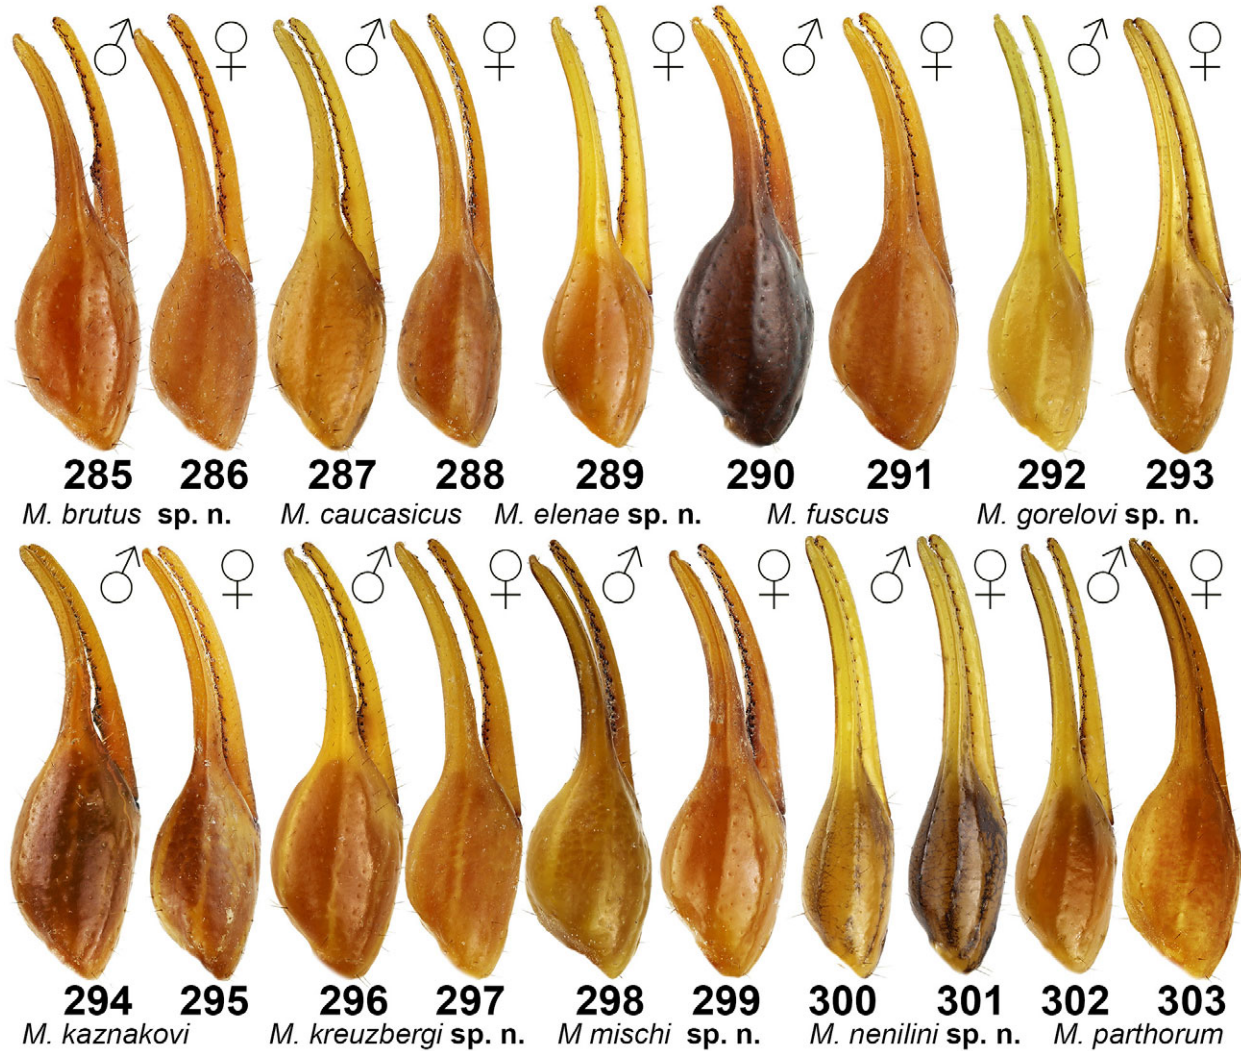 ♂ ♀ ♂ ♀ ♀ ♂ ♀ ♂ ♀
285 286 287 288 289 290 291 292 293
M. brutus sp. n. M. caucasicus M. elenae sp. n. M. fuscus M. gorelovi sp. n.
♂ ♀ ♂ ♀ ♂ ♀ ♂ ♀ ♂ ♀
294 295 296 297 298 299 300 301 302 303
M. kaznakovi M. kreuzbergi sp. n. M mischi sp. n. M. nenilini sp. n. M. parthorum